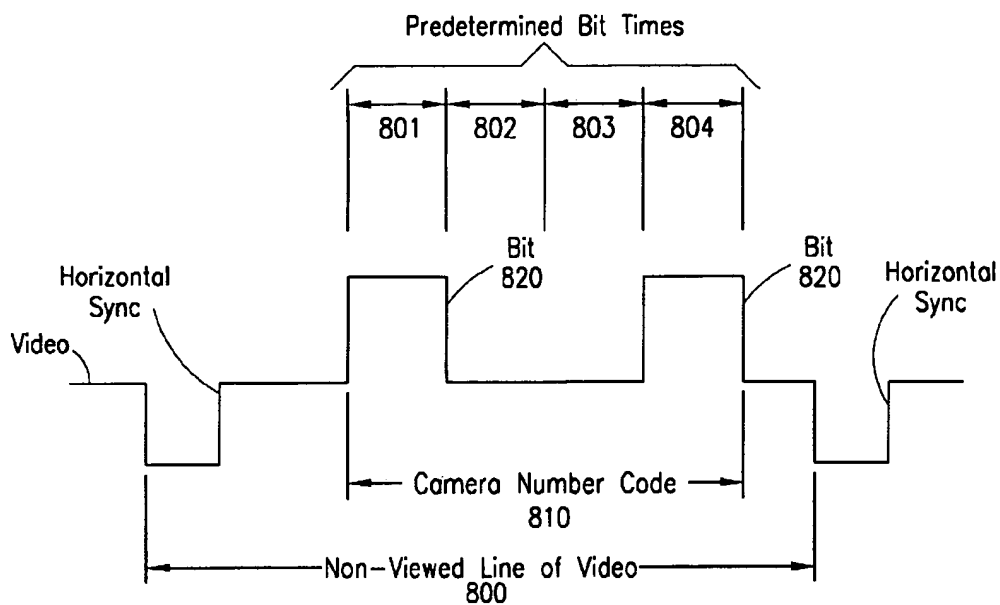 Predetermined Bit Times
801 802 803 804
Bit
820
Bit
820
Horizontal
Sync
Horizontal
Sync
Video
Camera Number Code
810
Non-Viewed Line of Video
800